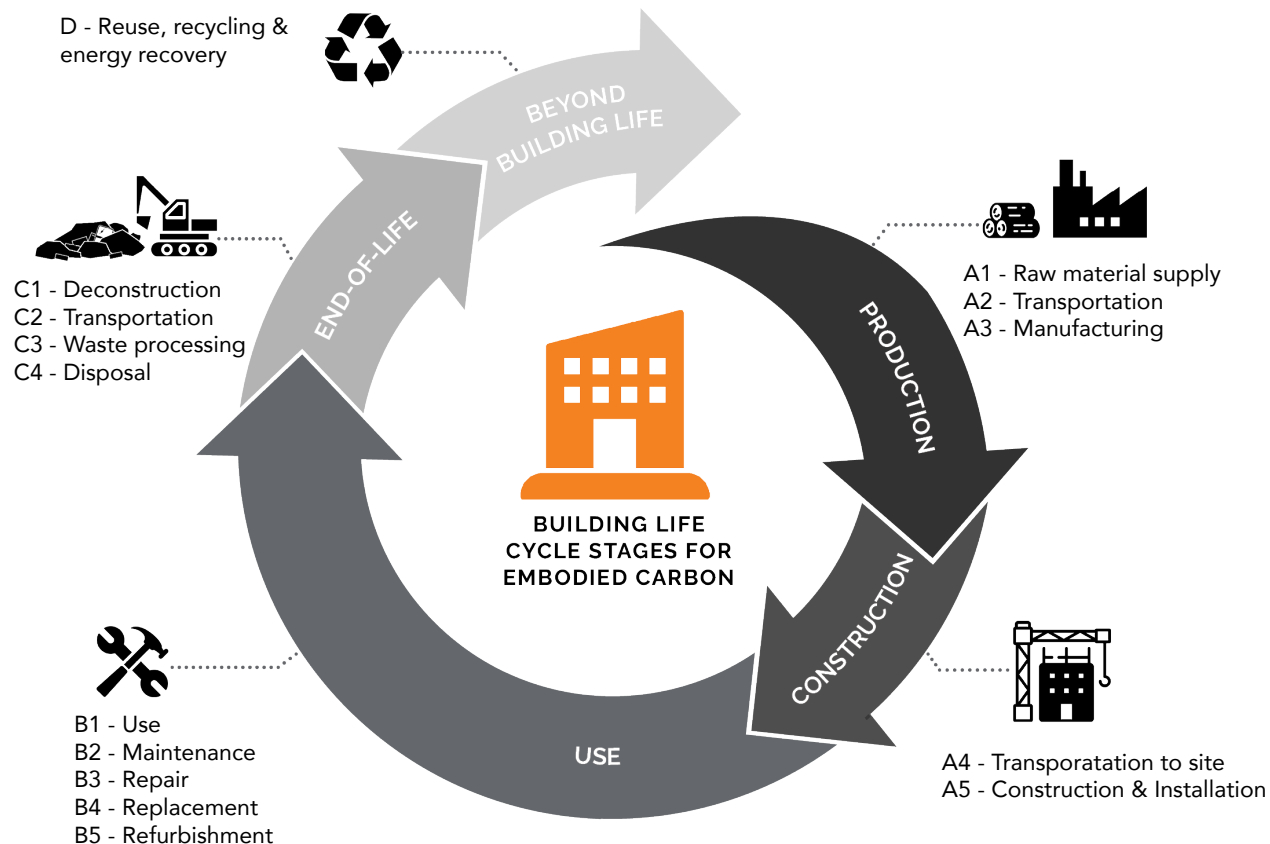 D - Reuse, recycling &
energy recovery
BEYOND
BUILDING LIFE
A1 - Raw material supply
A2 - Transportation
A3 - Manufacturing
PRODUCTION
CONSTRUCTION
A4 - Transporatation to site
A5 - Construction & Installation
USE
B1 - Use
B2 - Maintenance
B3 - Repair
B4 - Replacement
B5 - Refurbishment
END-OF-LIFE
C1 - Deconstruction
C2 - Transportation
C3 - Waste processing
C4 - Disposal
BUILDING LIFE
CYCLE STAGES FOR
EMBODIED CARBON